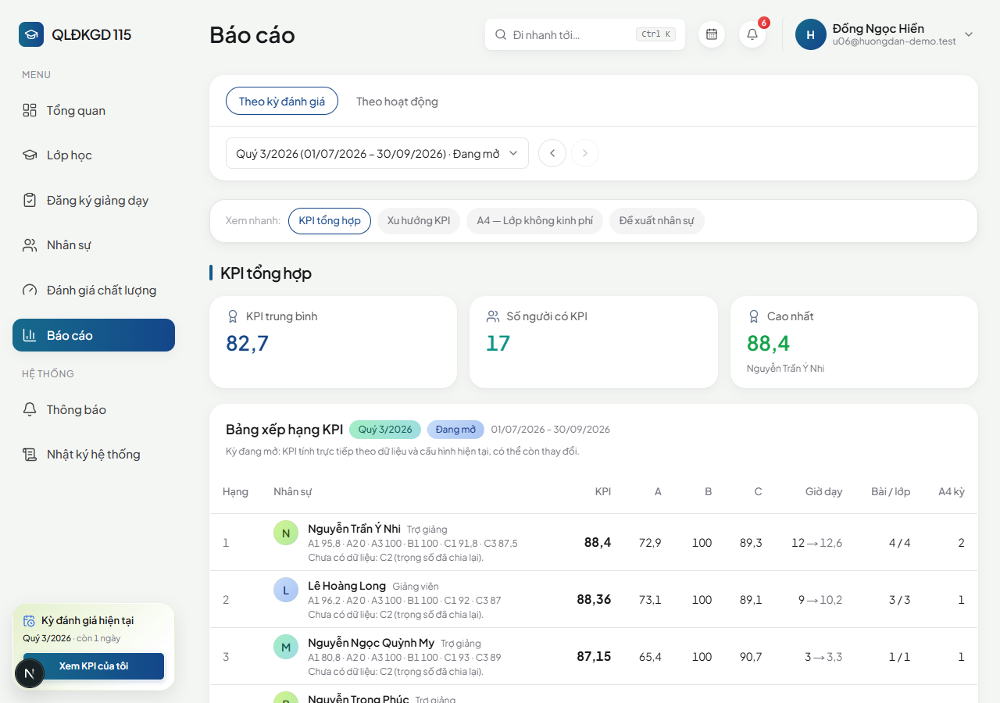 QLĐKGD 115
Báo cáo
Đi nhanh tới...
Ctrl K
6
H
Đồng Ngọc Hiền
u06@huongdan-demo.test
MENU
Tổng quan
Lớp học
Đăng ký giảng dạy
Nhân sự
Đánh giá chất lượng
Báo cáo
HỆ THỐNG
Thông báo
Nhật ký hệ thống
Kỳ đánh giá hiện tại
Quý 3/2026 · còn 1 ngày
Xem KPI của tôi
N
Theo kỳ đánh giá
Theo hoạt động
Quý 3/2026 (01/07/2026 – 30/09/2026) · Đang mở
Xem nhanh:
KPI tổng hợp
Xu hướng KPI
A4 — Lớp không kinh phí
Đề xuất nhân sự
KPI tổng hợp
KPI trung bình
82,7
Số người có KPI
17
Cao nhất
88,4
Nguyễn Trần Ý Nhi
Bảng xếp hạng KPI Quý 3/2026 Đang mở 01/07/2026 – 30/09/2026
Kỳ đang mở: KPI tính trực tiếp theo dữ liệu và cấu hình hiện tại, có thể còn thay đổi.
Hạng Nhân sự KPI A B C Giờ dạy Bài / lớp A4 kỳ
N
Nguyễn Trần Ý Nhi Trợ giảng
A1 95,8 · A2 0 · A3 100 · B1 100 · C1 91,8 · C3 87,5
Chưa có dữ liệu: C2 (trọng số đã chia lại).
1 88,4 72,9 100 89,3 12 → 12,6 4 / 4 2
L
Lê Hoàng Long Giảng viên
A1 96,2 · A2 0 · A3 100 · B1 100 · C1 92 · C3 87
Chưa có dữ liệu: C2 (trọng số đã chia lại).
2 88,36 73,1 100 89,1 9 → 10,2 3 / 3 1
M
Nguyễn Ngọc Quỳnh My Trợ giảng
A1 80,8 · A2 0 · A3 100 · B1 100 · C1 93 · C3 89
Chưa có dữ liệu: C2 (trọng số đã chia lại).
3 87,15 65,4 100 90,7 3 → 3,3 1 / 1 1
Nguyễn Trọng Phúc Trợ giảng